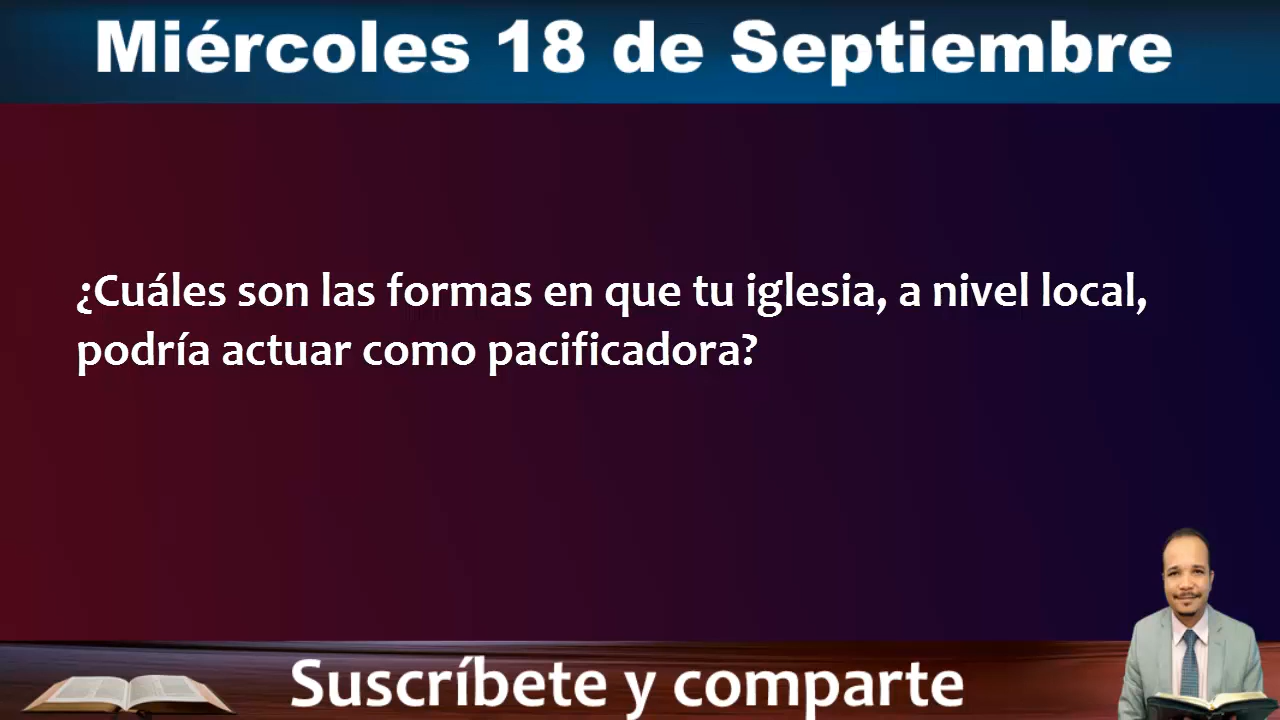 Miércoles 18 de Septiembre
¿Cuáles son las formas en que tu iglesia, a nivel local,
podría actuar como pacificadora?
Suscríbete y comparte